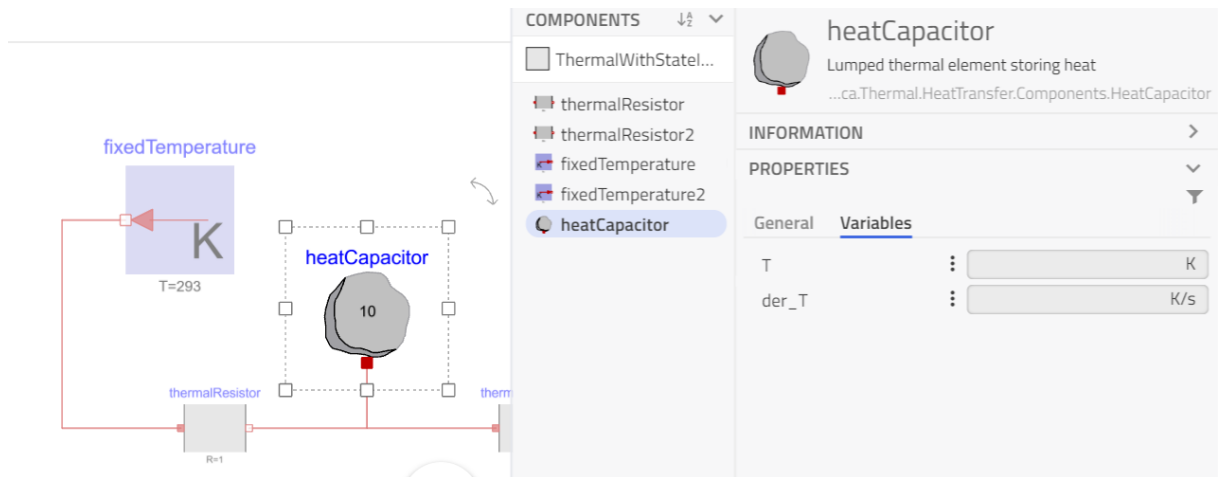 fixedTemperature
K
T=293
heatCapacitor
10
thermalResistor
R=1
therm
COMPONENTS
ThermalWithStateI...
thermalResistor
thermalResistor2
fixedTemperature
fixedTemperature2
heatCapacitor
heatCapacitor
Lumped thermal element storing heat
...ca.Thermal.HeatTransfer.Components.HeatCapacitor
INFORMATION
PROPERTIES
General Variables
T K
der_T K/s